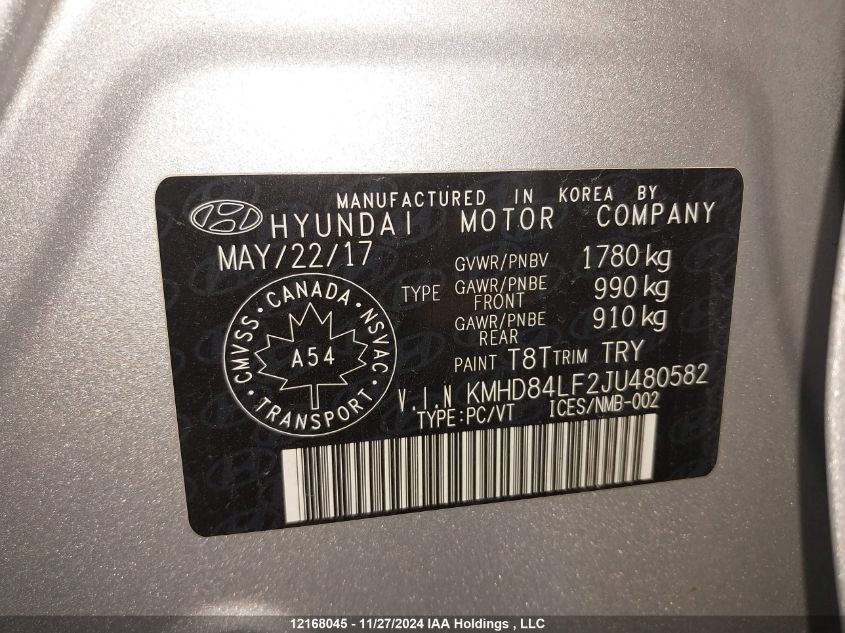 MANUFACTURED IN KOREA BY
HYUNDAI MOTOR COMPANY
MAY/22/17
GVWR/PNBV 1780 kg
TYPE GAWR/PNBE FRONT 990 kg
GAWR/PNBE REAR 910 kg
PAINT T8T TRIM TRY
CMVSS · CANADA · NSVAC · TRANSPORT ·
A54
V.I.N KMHD84LF2JU480582
TYPE:PC/VT ICES/NMB-002
12168045 - 11/27/2024 IAA Holdings , LLC